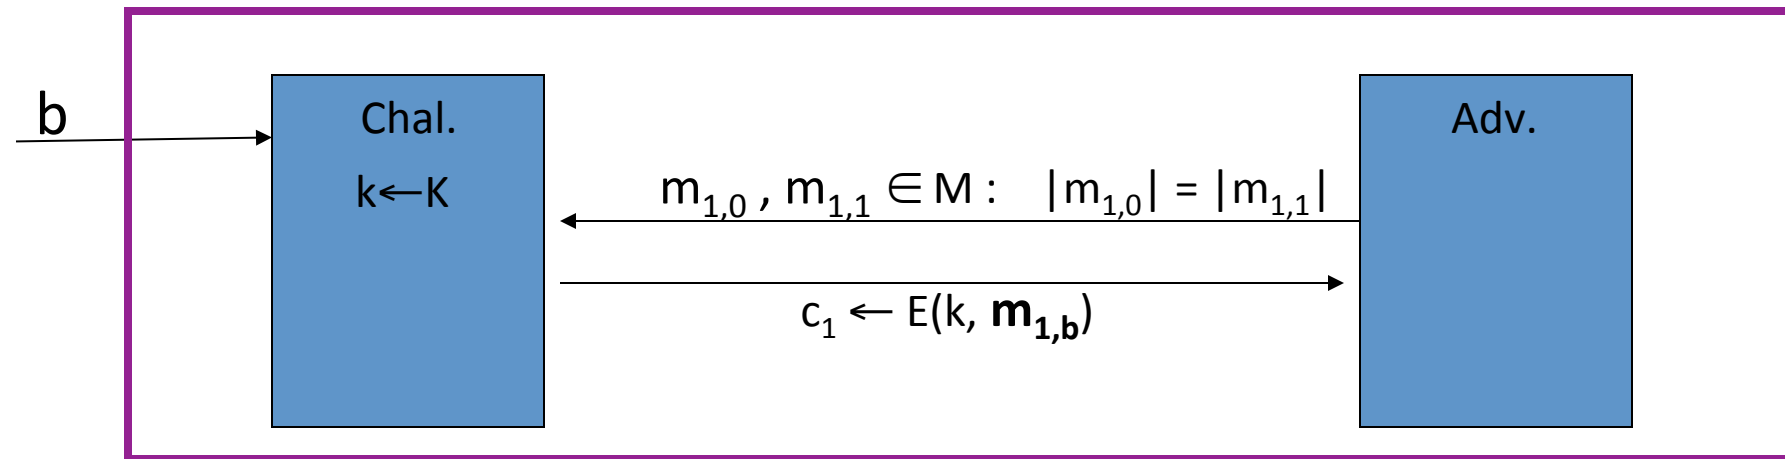 b
Chal.
k←K
m₁,₀ , m₁,₁ ∈ M : |m₁,₀| = |m₁,₁|
c₁ ← E(k, m₁,b)
Adv.